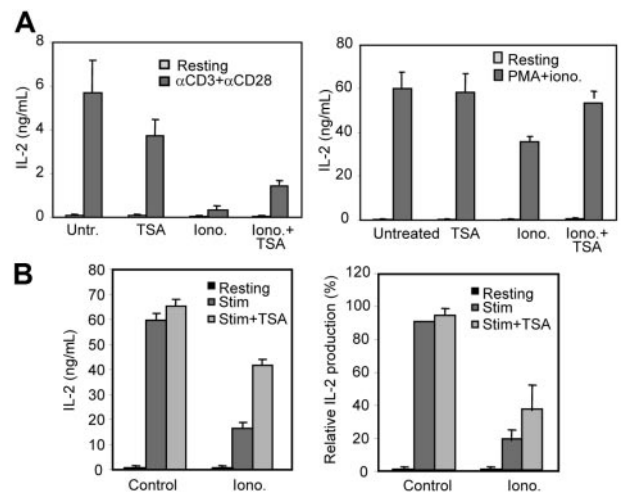 A
IL-2 (ng/mL)
8
6
4
2
0
Resting
αCD3+αCD28
Untr.
TSA
Iono.
Iono.+
TSA
IL-2 (ng/mL)
80
60
40
20
0
Resting
PMA+iono.
Untreated
TSA
Iono.
Iono.+
TSA
B
IL-2 (ng/mL)
80
70
60
50
40
30
20
10
0
Resting
Stim
Stim+TSA
Control
Iono.
Relative IL-2 production (%)
120
100
80
60
40
20
0
Resting
Stim
Stim+TSA
Control
Iono.